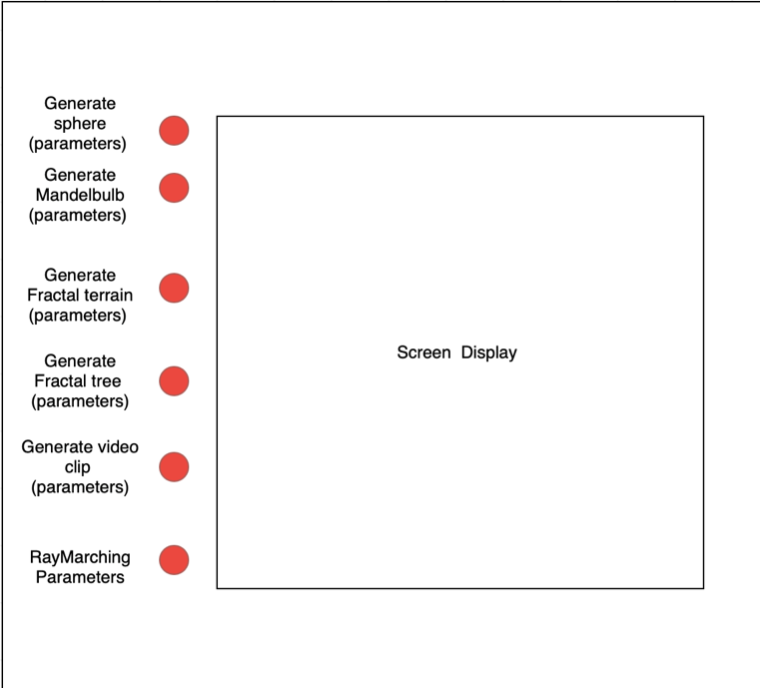 Generate
sphere
(parameters)
Generate
Mandelbulb
(parameters)
Generate
Fractal terrain
(parameters)
Generate
Fractal tree
(parameters)
Generate video
clip
(parameters)
RayMarching
Parameters
Screen Display